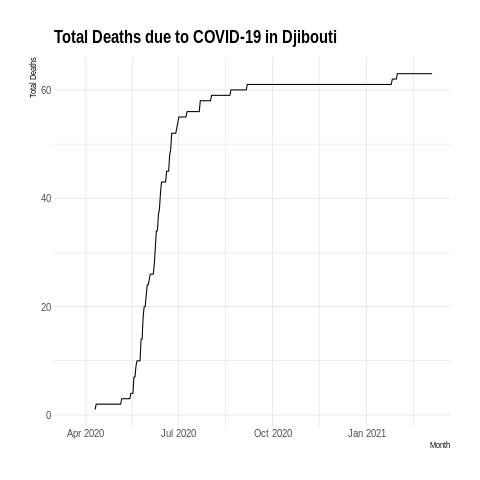 Total Deaths due to COVID-19 in Djibouti
Total Deaths
60
40
20
0
Apr 2020 Jul 2020 Oct 2020 Jan 2021
Month